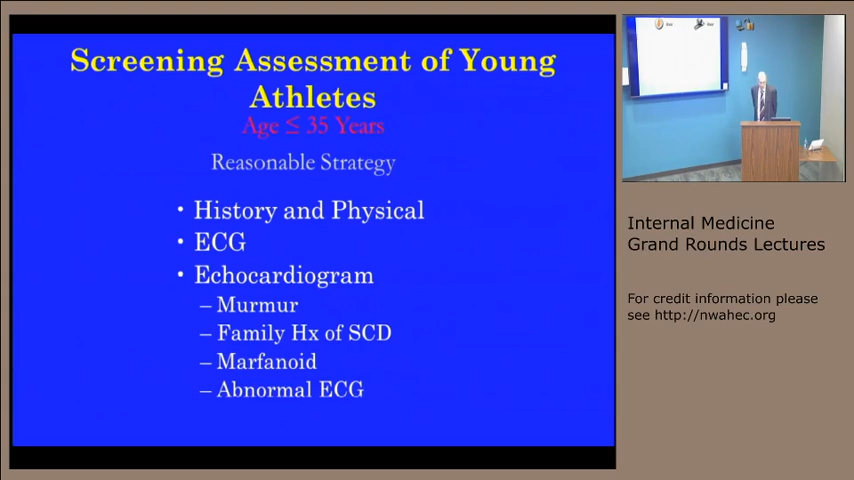 Screening Assessment of Young
Athletes
Age ≤ 35 Years
Reasonable Strategy
• History and Physical
• ECG
• Echocardiogram
– Murmur
– Family Hx of SCD
– Marfanoid
– Abnormal ECG
Internal Medicine
Grand Rounds Lectures
For credit information please
see http://nwahec.org